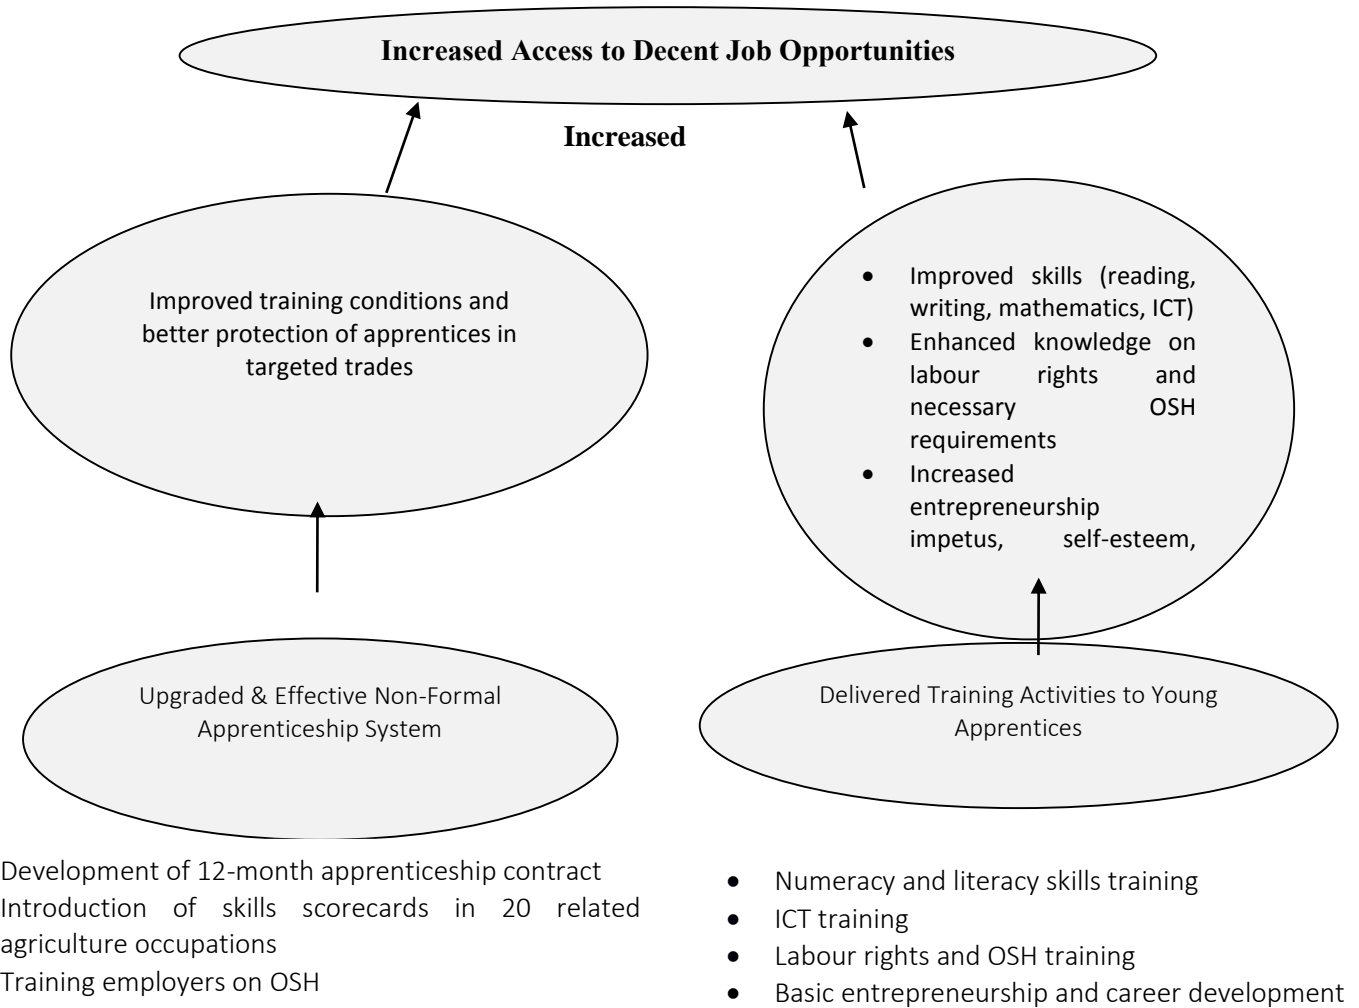 Increased Access to Decent Job Opportunities
Increased
Improved training conditions and
better protection of apprentices in
targeted trades
• Improved skills (reading,
writing, mathematics, ICT)
• Enhanced knowledge on
labour rights and
necessary OSH
requirements
• Increased
entrepreneurship
impetus, self-esteem,
Upgraded & Effective Non-Formal
Apprenticeship System
Delivered Training Activities to Young
Apprentices
Development of 12-month apprenticeship contract
Introduction of skills scorecards in 20 related
agriculture occupations
Training employers on OSH
• Numeracy and literacy skills training
• ICT training
• Labour rights and OSH training
• Basic entrepreneurship and career development